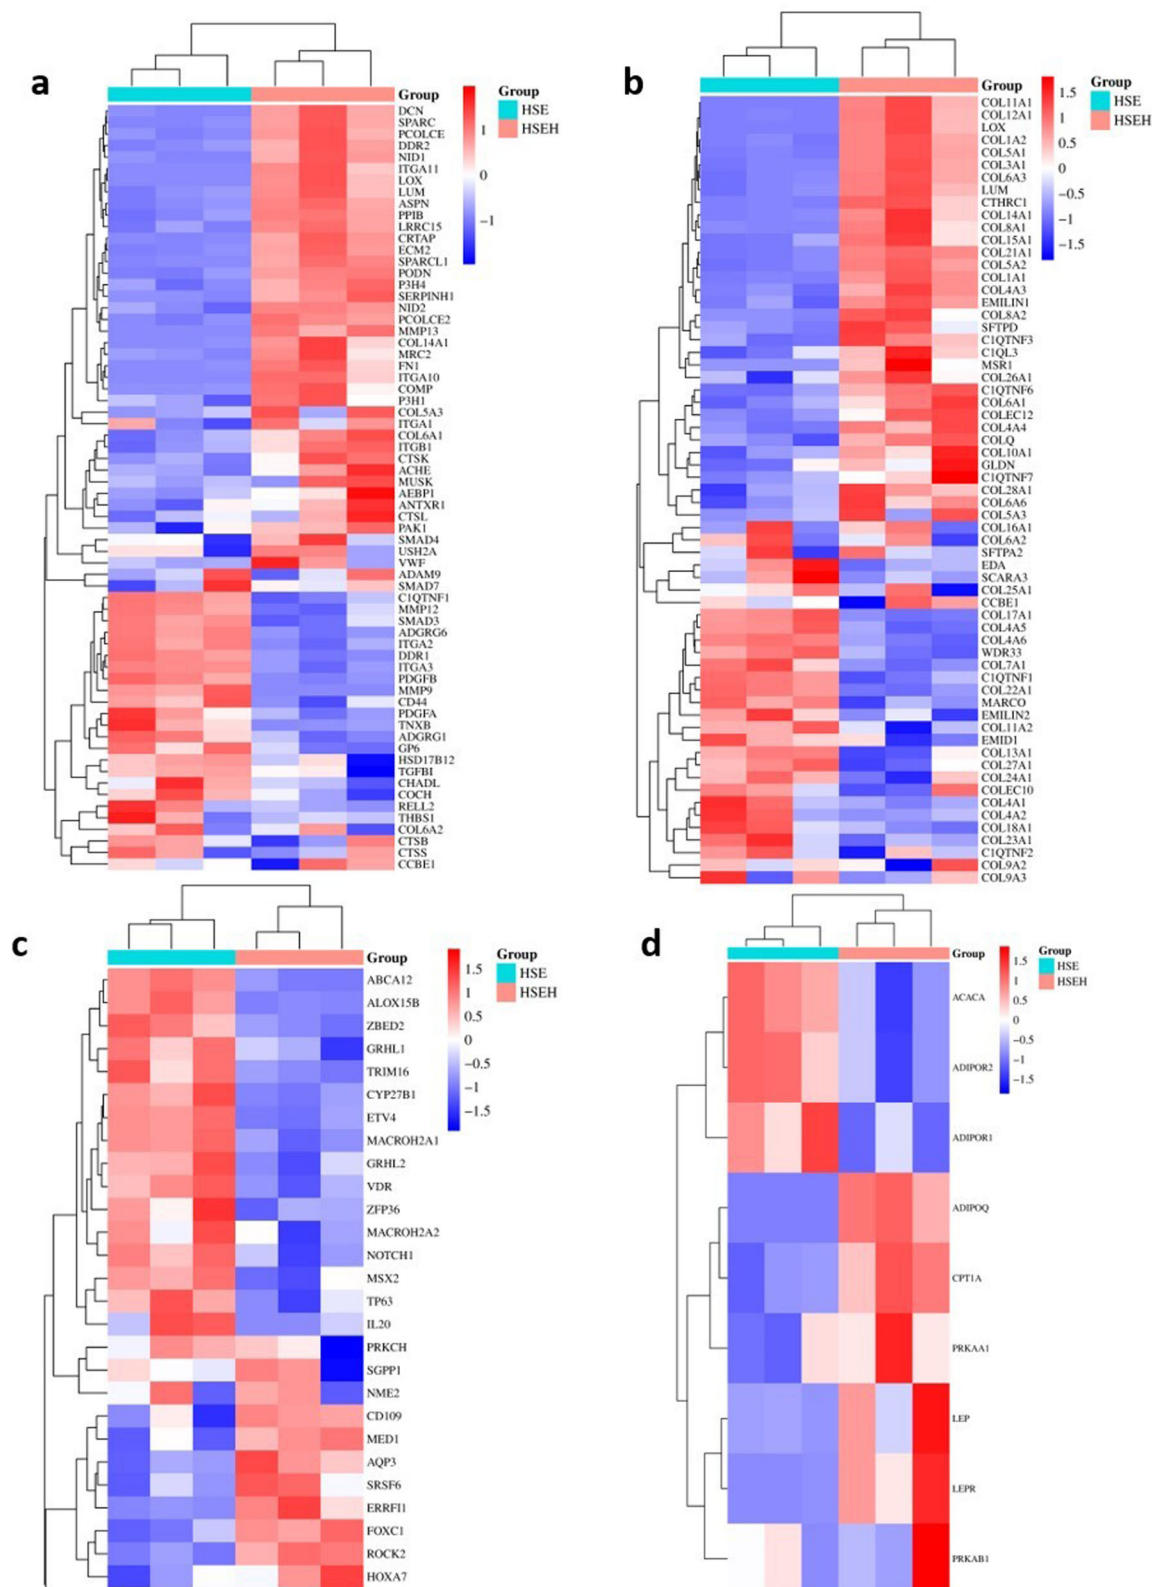 a
Group
HSE
HSEH
1
0
−1
DCN
SPARC
PCOLCE
DDR2
NID1
ITGA11
LOX
LUM
ASPN
PPIB
LRRC15
CRTAP
ECM2
SPARCL1
PODN
P3H4
SERPINH1
NID2
PCOLCE2
MMP13
COL14A1
MRC2
FN1
ITGA10
COMP
P3H1
COL5A3
ITGA1
COL6A1
ITGB1
CTSK
ACHE
MUSK
AEBP1
ANTXR1
CTSL
PAK1
SMAD4
USH2A
VWF
ADAM9
SMAD7
C1QTNF1
MMP12
SMAD3
ADGRG6
ITGA2
DDR1
ITGA3
PDGFB
MMP9
CD44
PDGFA
TNXB
ADGRG1
GP6
HSD17B12
TGFBI
CHADL
COCH
RELL2
THBS1
COL6A2
CTSB
CTSS
CCBE1
b
Group
Group
HSE
HSEH
1.5
1
0.5
0
−0.5
−1
−1.5
COL11A1
COL12A1
LOX
COL1A2
COL5A1
COL3A1
COL6A3
LUM
CTHRC1
COL14A1
COL8A1
COL15A1
COL21A1
COL5A2
COL1A1
COL4A3
EMILIN1
COL8A2
SFTPD
C1QTNF3
C1QL3
MSR1
COL26A1
C1QTNF6
COL6A1
COLEC12
COL4A4
COLQ
COL10A1
GLDN
C1QTNF7
COL28A1
COL6A6
COL5A3
COL16A1
COL6A2
SFTPA2
EDA
SCARA3
COL25A1
CCBE1
COL17A1
COL4A5
COL4A6
WDR33
COL7A1
C1QTNF1
COL22A1
MARCO
EMILIN2
COL11A2
EMID1
COL13A1
COL27A1
COL24A1
COLEC10
COL4A1
COL4A2
COL18A1
COL23A1
C1QTNF2
COL9A2
COL9A3
c
Group
Group
HSE
HSEH
1.5
1
0.5
0
−0.5
−1
−1.5
ABCA12
ALOX15B
ZBED2
GRHL1
TRIM16
CYP27B1
ETV4
MACROH2A1
GRHL2
VDR
ZFP36
MACROH2A2
NOTCH1
MSX2
TP63
IL20
PRKCH
SGPP1
NME2
CD109
MED1
AQP3
SRSF6
ERRFI1
FOXC1
ROCK2
HOXA7
d
Group
Group
HSE
HSEH
1.5
1
0.5
0
−0.5
−1
−1.5
ACACA
ADIPOR2
ADIPOR1
ADIPOQ
CPT1A
PRKAA1
LEP
LEPR
PRKAB1
Group